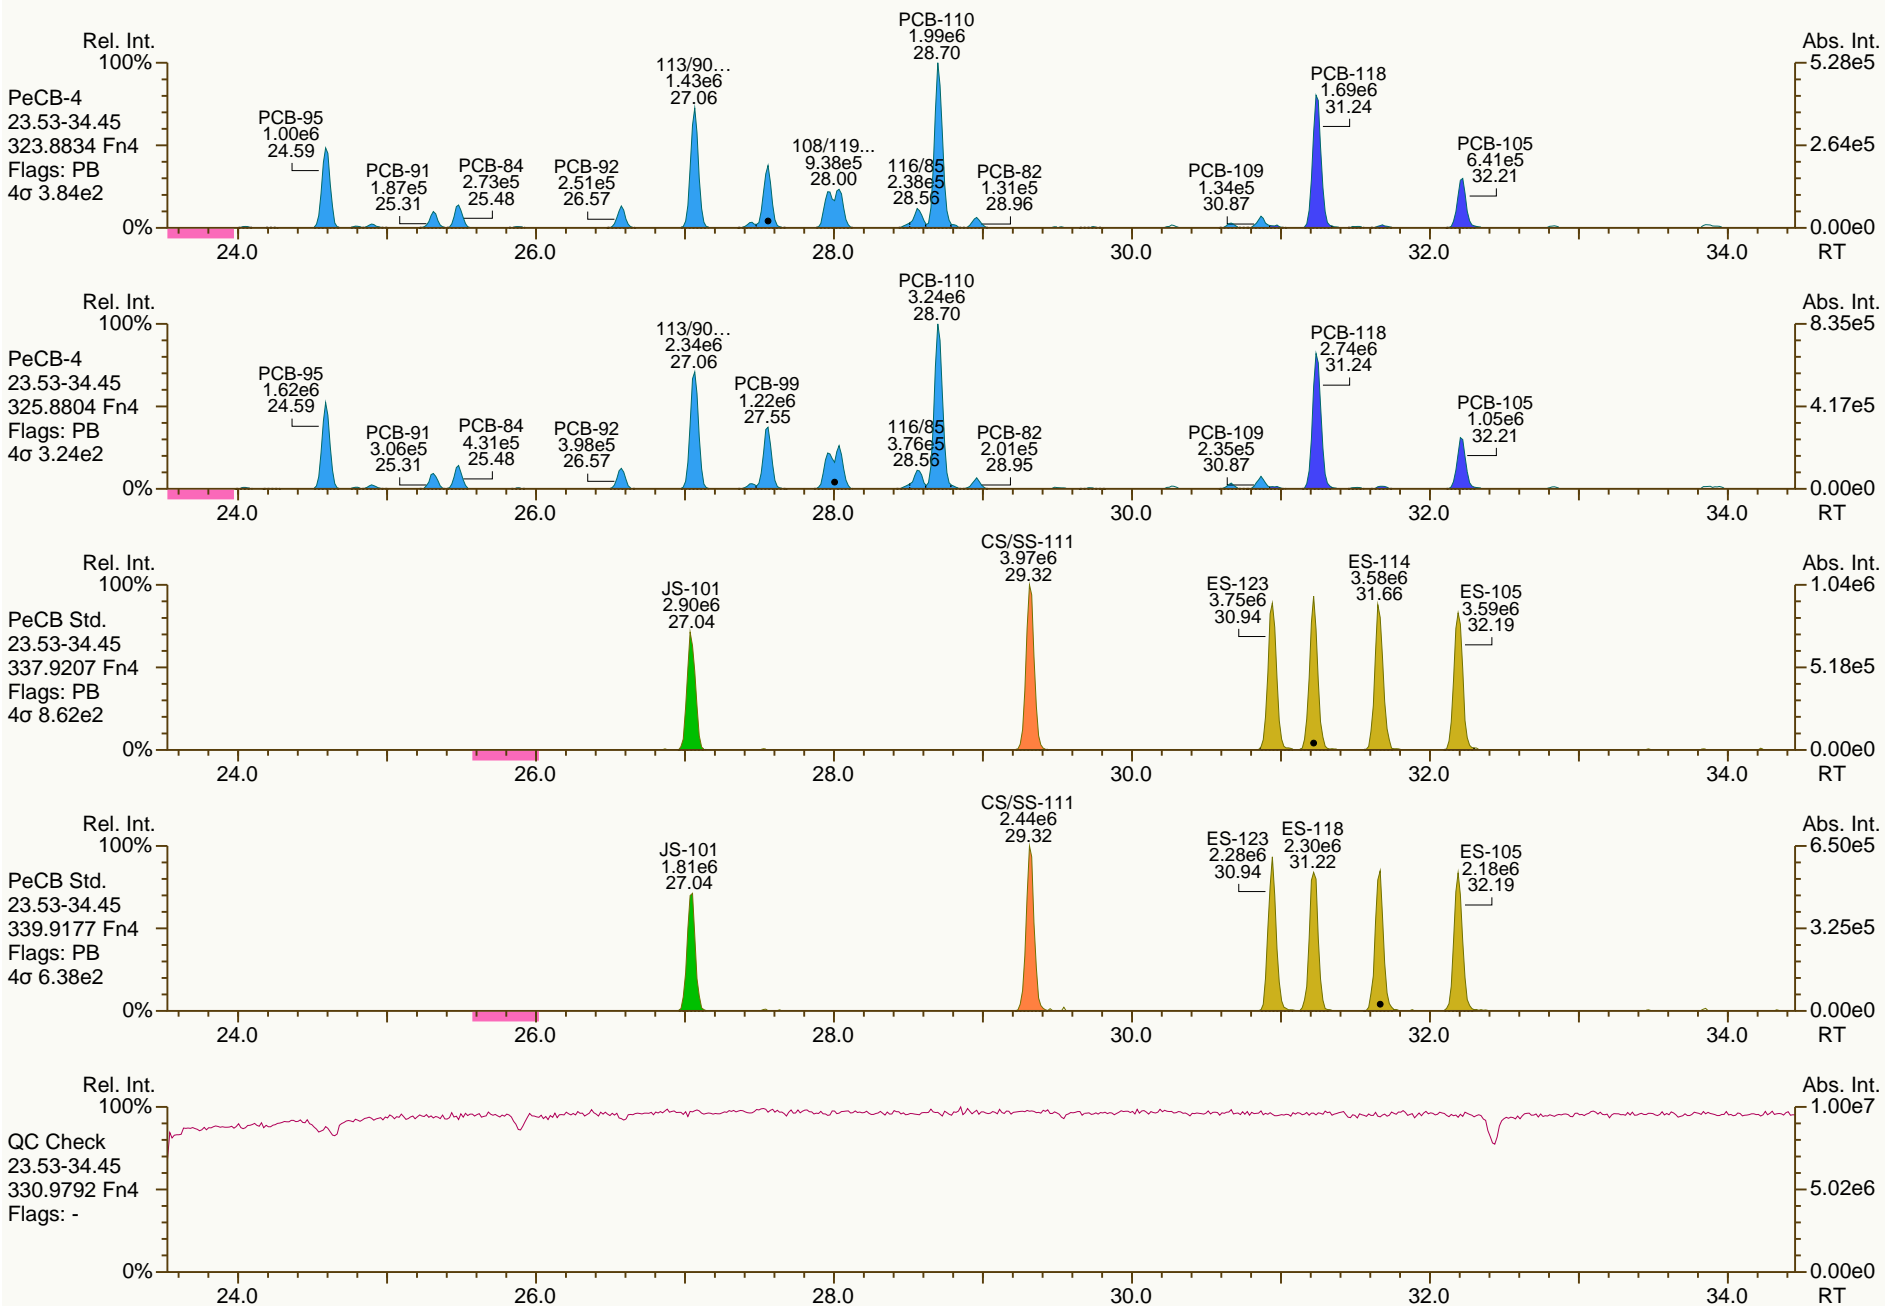 Rel. Int.
100%
0%
PeCB-4
23.53-34.45
323.8834 Fn4
Flags: PB
4σ 3.84e2
PCB-95
1.00e6
24.59
PCB-91
1.87e5
25.31
PCB-84
2.73e5
25.48
PCB-92
2.51e5
26.57
113/90...
1.43e6
27.06
108/119...
9.38e5
28.00
116/85
2.38e5
28.56
PCB-110
1.99e6
28.70
PCB-82
1.31e5
28.96
PCB-109
1.34e5
30.87
PCB-118
1.69e6
31.24
PCB-105
6.41e5
32.21
Abs. Int.
5.28e5
2.64e5
0.00e0
24.0 26.0 28.0 30.0 32.0 34.0 RT
Rel. Int.
100%
0%
PeCB-4
23.53-34.45
325.8804 Fn4
Flags: PB
4σ 3.24e2
PCB-95
1.62e6
24.59
PCB-91
3.06e5
25.31
PCB-84
4.31e5
25.48
PCB-92
3.98e5
26.57
113/90...
2.34e6
27.06
PCB-99
1.22e6
27.55
116/85
3.76e5
28.56
PCB-110
3.24e6
28.70
PCB-82
2.01e5
28.95
PCB-109
2.35e5
30.87
PCB-118
2.74e6
31.24
PCB-105
1.05e6
32.21
Abs. Int.
8.35e5
4.17e5
0.00e0
24.0 26.0 28.0 30.0 32.0 34.0 RT
Rel. Int.
100%
0%
PeCB Std.
23.53-34.45
337.9207 Fn4
Flags: PB
4σ 8.62e2
JS-101
2.90e6
27.04
CS/SS-111
3.97e6
29.32
ES-123
3.75e6
30.94
ES-114
3.58e6
31.66
ES-105
3.59e6
32.19
Abs. Int.
1.04e6
5.18e5
0.00e0
24.0 26.0 28.0 30.0 32.0 34.0 RT
Rel. Int.
100%
0%
PeCB Std.
23.53-34.45
339.9177 Fn4
Flags: PB
4σ 6.38e2
JS-101
1.81e6
27.04
CS/SS-111
2.44e6
29.32
ES-123
2.28e6
30.94
ES-118
2.30e6
31.22
ES-105
2.18e6
32.19
Abs. Int.
6.50e5
3.25e5
0.00e0
24.0 26.0 28.0 30.0 32.0 34.0 RT
Rel. Int.
100%
0%
QC Check
23.53-34.45
330.9792 Fn4
Flags: -
Abs. Int.
1.00e7
5.02e6
0.00e0
24.0 26.0 28.0 30.0 32.0 34.0 RT